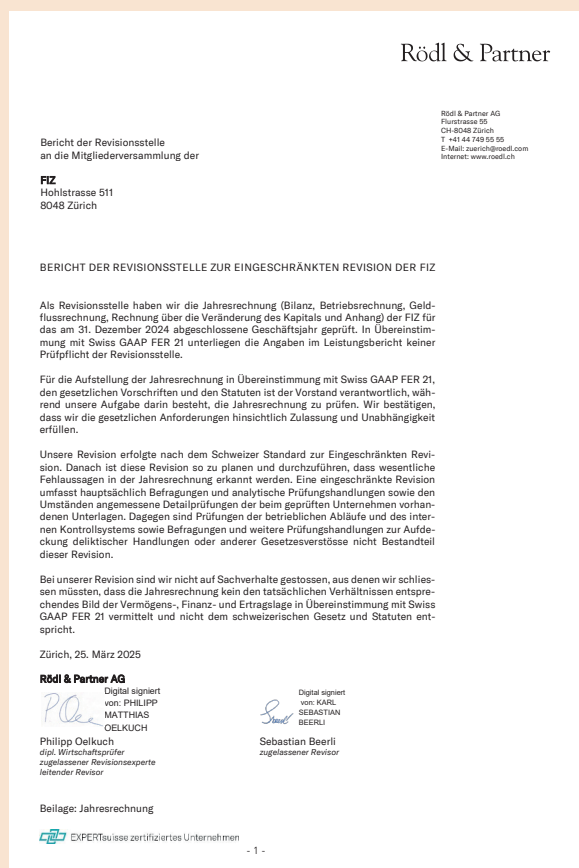 Rödl & Partner
Rödl & Partner AG
Flurstrasse 55
CH-8048 Zürich
T +41 44 749 55 55
E-Mail: zuerich@roedl.com
Internet: www.roedl.ch
Bericht der Revisionsstelle
an die Mitgliederversammlung der
FIZ
Hohlstrasse 511
8048 Zürich
BERICHT DER REVISIONSSTELLE ZUR EINGESCHRÄNKTEN REVISION DER FIZ
Als Revisionsstelle haben wir die Jahresrechnung (Bilanz, Betriebsrechnung, Geld-
flussrechnung, Rechnung über die Veränderung des Kapitals und Anhang) der FIZ für
das am 31. Dezember 2024 abgeschlossene Geschäftsjahr geprüft. In Übereinstim-
mung mit Swiss GAAP FER 21 unterliegen die Angaben im Leistungsbericht keiner
Prüfpflicht der Revisionsstelle.
Für die Aufstellung der Jahresrechnung in Übereinstimmung mit Swiss GAAP FER 21,
den gesetzlichen Vorschriften und den Statuten ist der Vorstand verantwortlich, wäh-
rend unsere Aufgabe darin besteht, die Jahresrechnung zu prüfen. Wir bestätigen,
dass wir die gesetzlichen Anforderungen hinsichtlich Zulassung und Unabhängigkeit
erfüllen.
Unsere Revision erfolgte nach dem Schweizer Standard zur Eingeschränkten Revi-
sion. Danach ist diese Revision so zu planen und durchzuführen, dass wesentliche
Fehlaussagen in der Jahresrechnung erkannt werden. Eine eingeschränkte Revision
umfasst hauptsächlich Befragungen und analytische Prüfungshandlungen sowie den
Umständen angemessene Detailprüfungen der beim geprüften Unternehmen vorhan-
denen Unterlagen. Dagegen sind Prüfungen der betrieblichen Abläufe und des inter-
nen Kontrollsystems sowie Befragungen und weitere Prüfungshandlungen zur Aufde-
ckung deliktischer Handlungen oder anderer Gesetzesverstösse nicht Bestandteil
dieser Revision.
Bei unserer Revision sind wir nicht auf Sachverhalte gestossen, aus denen wir schlies-
sen müssten, dass die Jahresrechnung kein den tatsächlichen Verhältnissen entspre-
chendes Bild der Vermögens-, Finanz- und Ertragslage in Übereinstimmung mit Swiss
GAAP FER 21 vermittelt und nicht dem schweizerischen Gesetz und Statuten ent-
spricht.
Zürich, 25. März 2025
Rödl & Partner AG
Digital signiert
von: PHILIPP
MATTHIAS
OELKUCH
Digital signiert
von: KARL
SEBASTIAN
BEERLI
Philipp Oelkuch
dipl. Wirtschaftsprüfer
zugelassener Revisionsexperte
leitender Revisor
Sebastian Beerli
zugelassener Revisor
Beilage: Jahresrechnung
EXPERTsuisse zertifiziertes Unternehmen
- 1 -